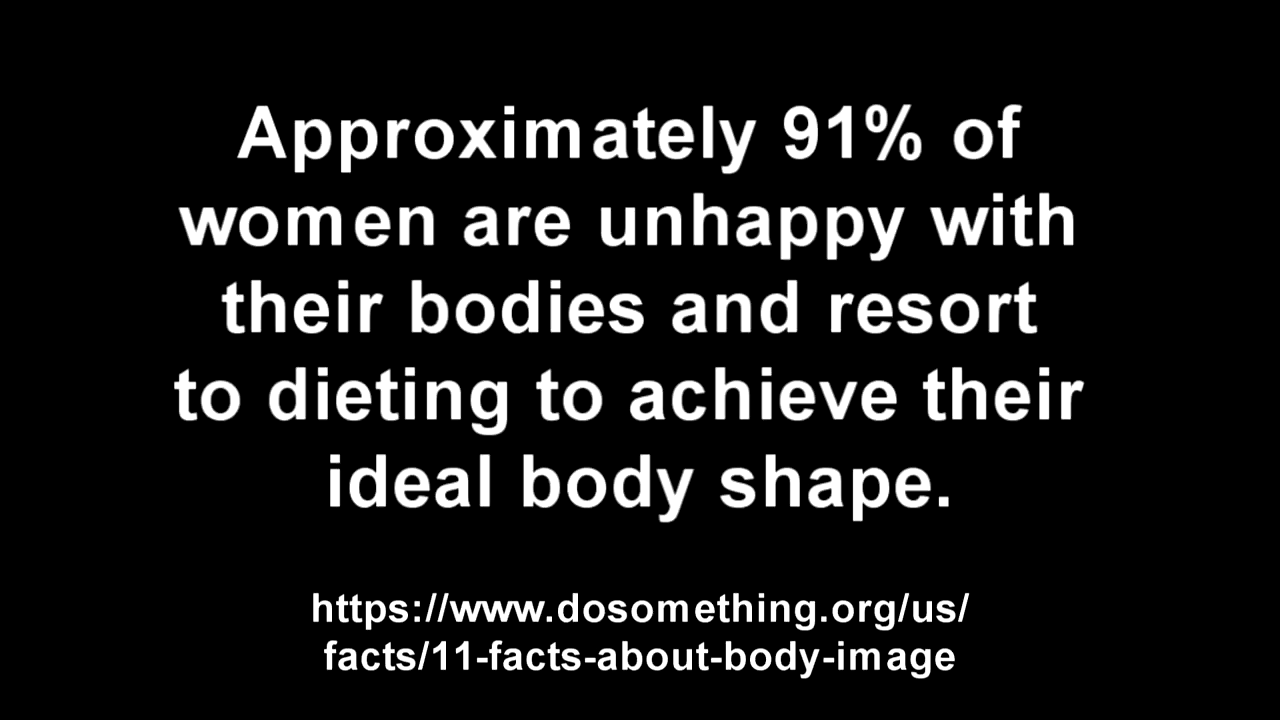 Approximately 91% of
women are unhappy with
their bodies and resort
to dieting to achieve their
ideal body shape.
https://www.dosomething.org/us/
facts/11-facts-about-body-image